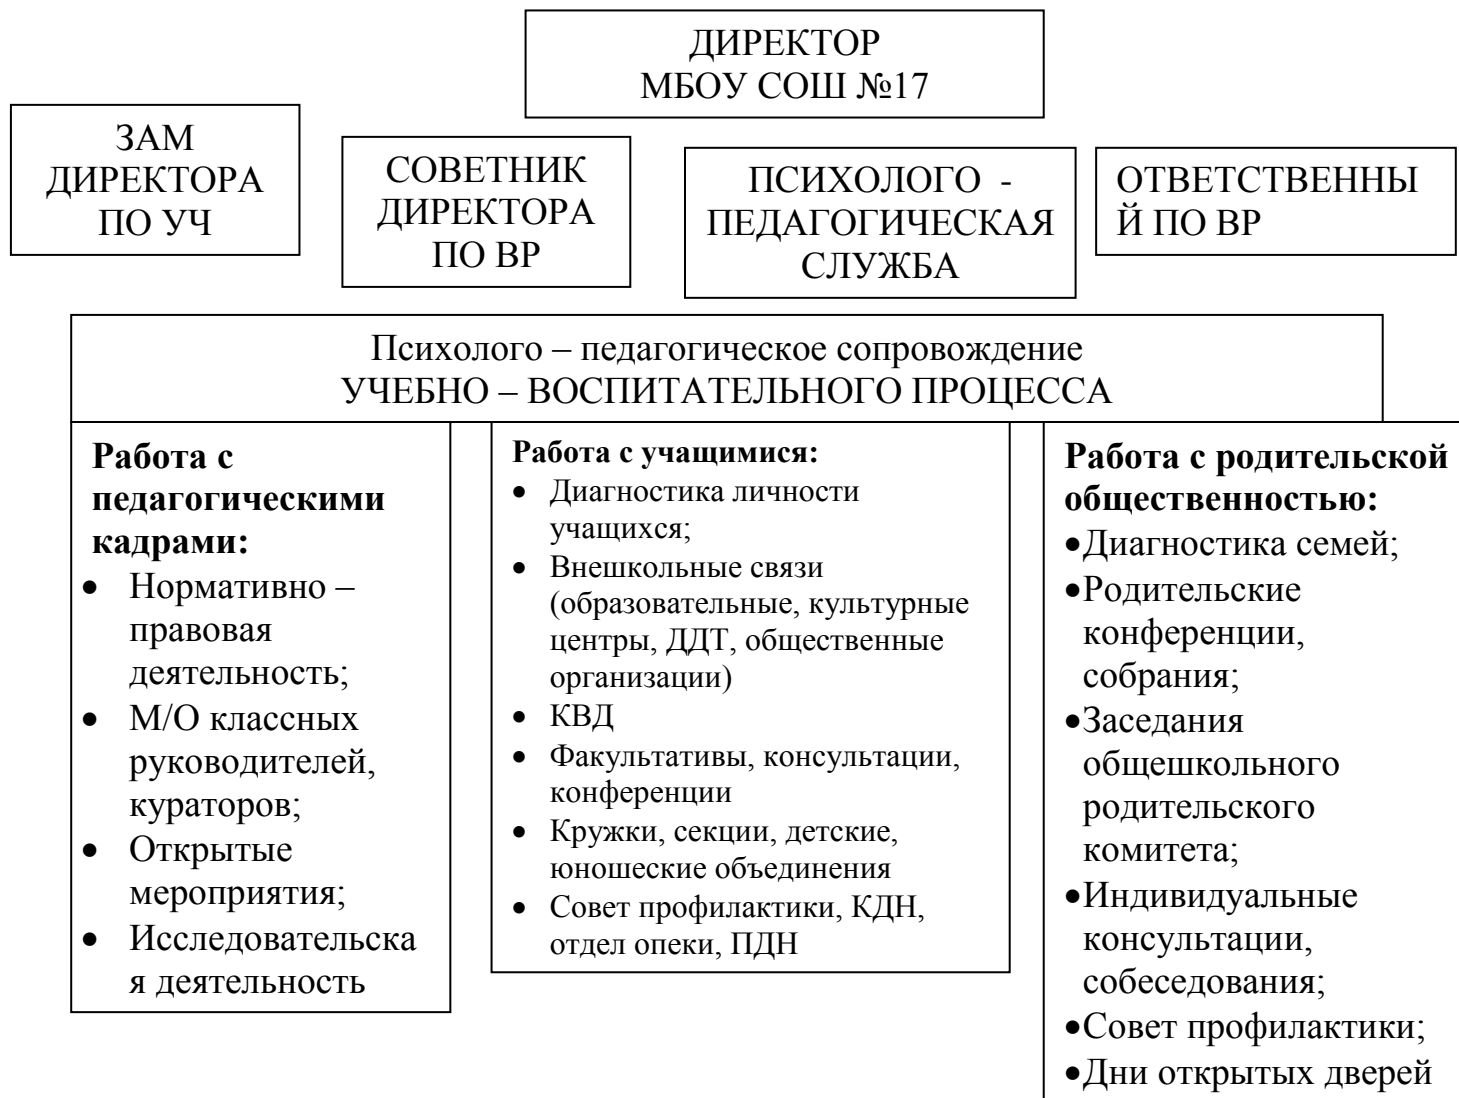 ДИРЕКТОР
МБОУ СОШ №17
ЗАМ
ДИРЕКТОРА
ПО УЧ
СОВЕТНИК
ДИРЕКТОРА
ПО ВР
ПСИХОЛОГО -
ПЕДАГОГИЧЕСКАЯ
СЛУЖБА
ОТВЕТСТВЕННЫ
Й ПО ВР
Психолого – педагогическое сопровождение
УЧЕБНО – ВОСПИТАТЕЛЬНОГО ПРОЦЕССА
Работа с
педагогическими
кадрами:
• Нормативно –
правовая
деятельность;
• М/О классных
руководителей,
кураторов;
• Открытые
мероприятия;
• Исследовательска
я деятельность
Работа с учащимися:
• Диагностика личности
учащихся;
• Внешкольные связи
(образовательные, культурные
центры, ДДТ, общественные
организации)
• КВД
• Факультативы, консультации,
конференции
• Кружки, секции, детские,
юношеские объединения
• Совет профилактики, КДН,
отдел опеки, ПДН
Работа с родительской
общественностью:
•Диагностика семей;
•Родительские
конференции,
собрания;
•Заседания
общешкольного
родительского
комитета;
•Индивидуальные
консультации,
собеседования;
•Совет профилактики;
•Дни открытых дверей